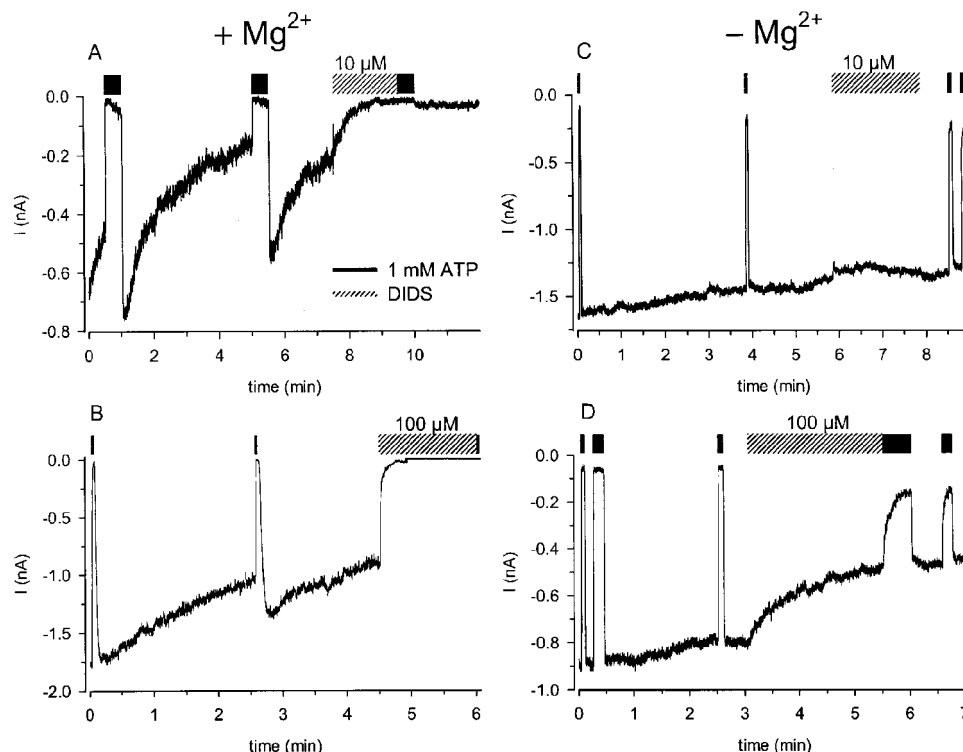 + Mg2+
− Mg2+
A
10 µM
0.0
-0.2
-0.4
-0.6
-0.8
I (nA)
1 mM ATP
DIDS
0 2 4 6 8 10
time (min)
C
10 µM
0.0
-0.5
-1.0
-1.5
I (nA)
0 1 2 3 4 5 6 7 8
time (min)
B
100 µM
0.0
-0.5
-1.0
-1.5
-2.0
I (nA)
0 1 2 3 4 5 6
time (min)
D
100 µM
0.0
-0.2
-0.4
-0.6
-0.8
-1.0
I (nA)
0 1 2 3 4 5 6 7
time (min)